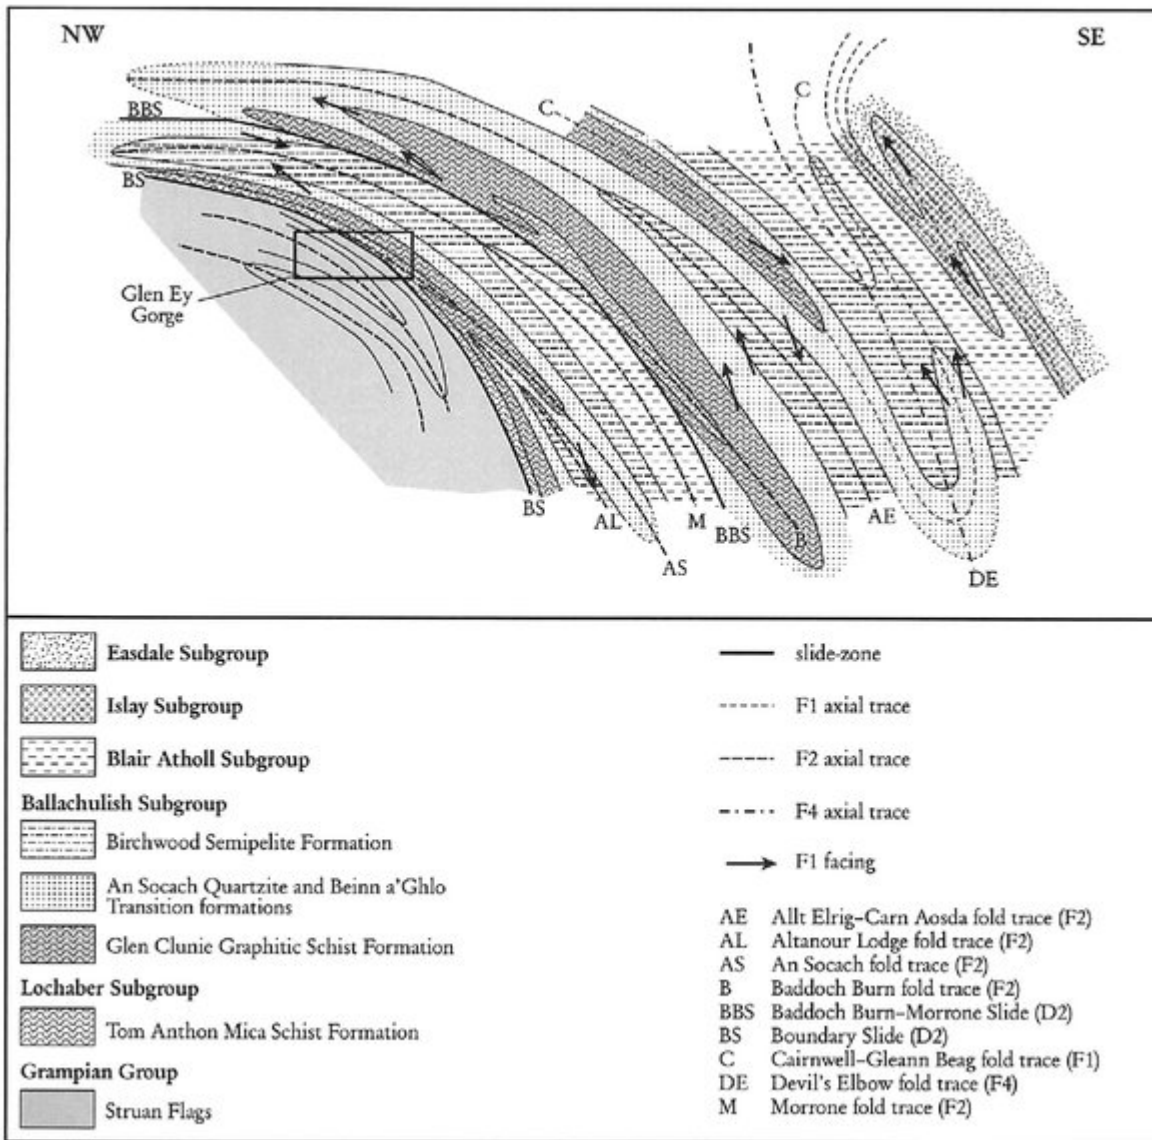 NW
SE
C
C
BBS
BS
Glen Ey
Gorge
BS
AL
AS
M
BBS
B
AE
DE
Easdale Subgroup
Islay Subgroup
Blair Atholl Subgroup
Ballachulish Subgroup
Birchwood Semipelite Formation
An Socach Quartzite and Beinn a'Ghlo
Transition formations
Glen Clunie Graphitic Schist Formation
Lochaber Subgroup
Tom Anthon Mica Schist Formation
Grampian Group
Struan Flags
slide-zone
F1 axial trace
F2 axial trace
F4 axial trace
F1 facing
AE Allt Elrig–Carn Aosda fold trace (F2)
AL Altanour Lodge fold trace (F2)
AS An Socach fold trace (F2)
B Baddoch Burn fold trace (F2)
BBS Baddoch Burn–Morrone Slide (D2)
BS Boundary Slide (D2)
C Cairnwell–Gleann Beag fold trace (F1)
DE Devil's Elbow fold trace (F4)
M Morrone fold trace (F2)